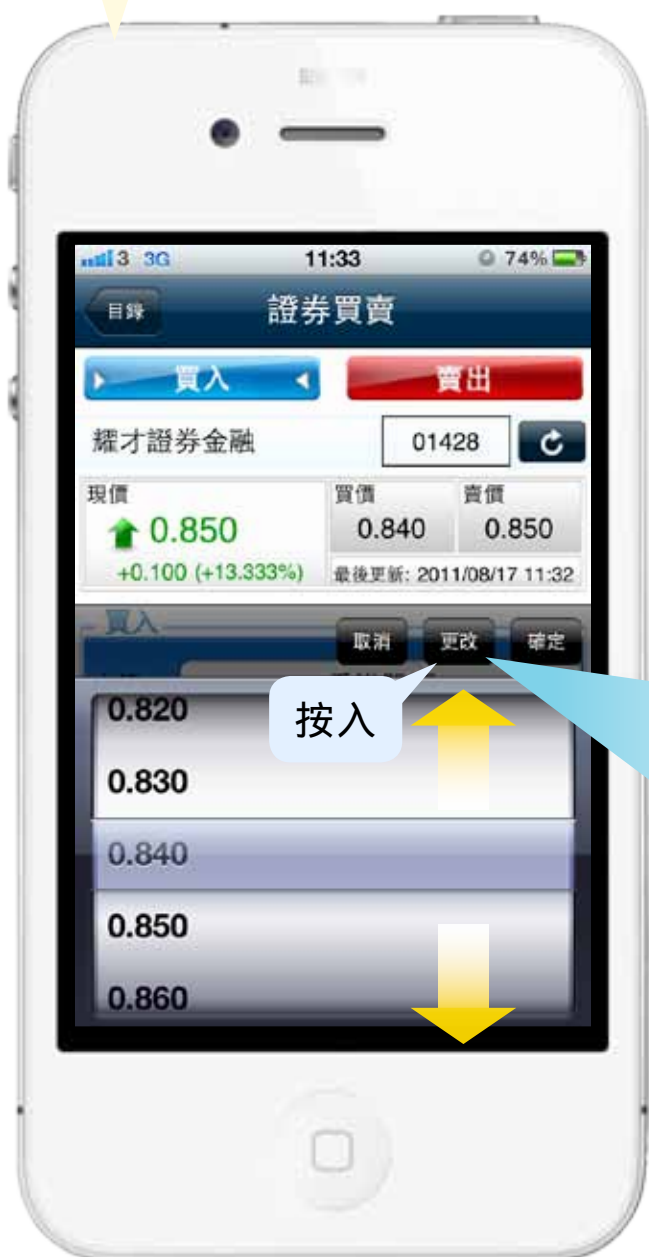 3 3G 11:33 74%
目錄 證券買賣
買入 賣出
耀才證券金融 01428
現價 買價 賣價
0.850 0.840 0.850
+0.100 (+13.333%) 最後更新: 2011/08/17 11:32
買入
取消 更改 確定
按入
0.820
0.830
0.840
0.850
0.860